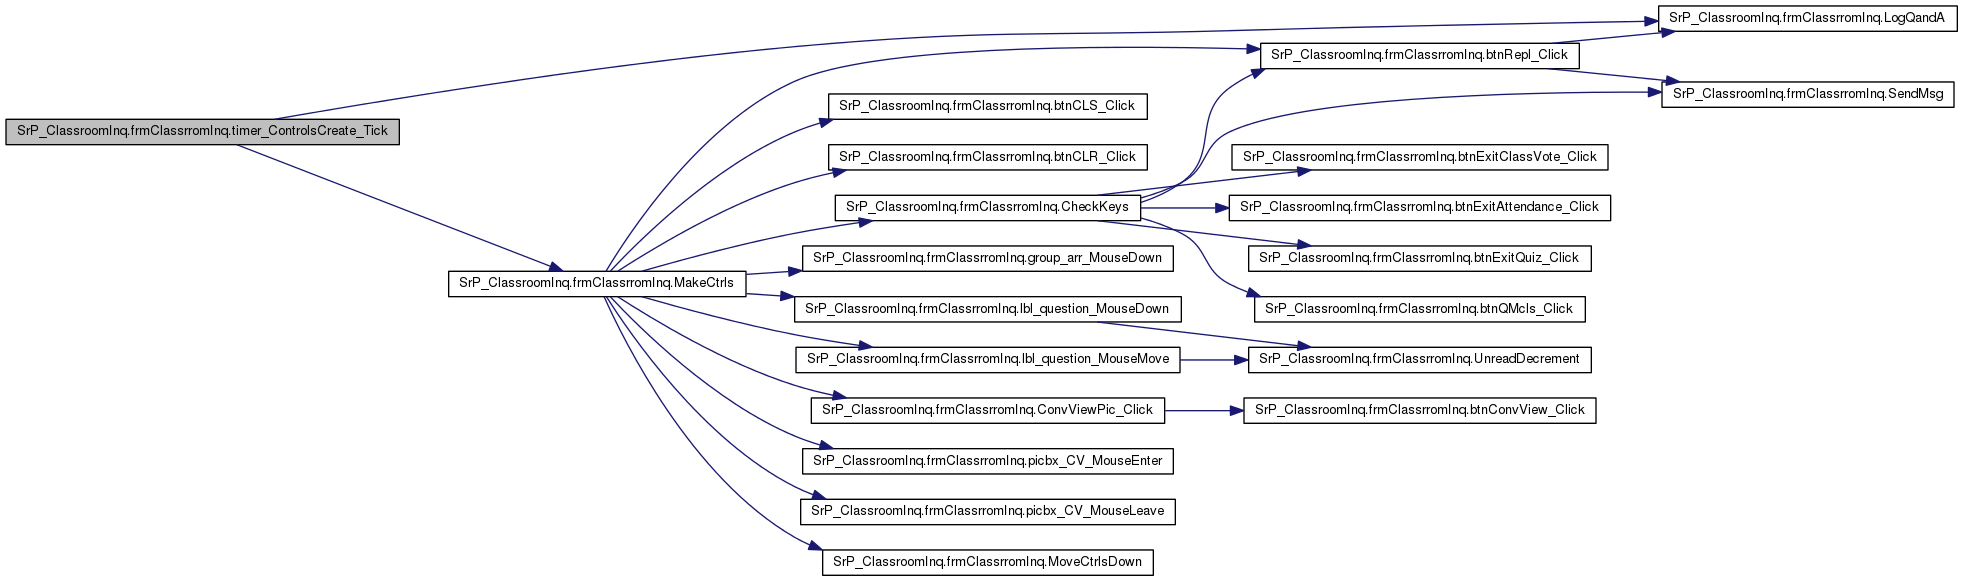 SrP_ClassroomInq.frmClassrromInq.timer_ControlsCreate_Tick
SrP_ClassroomInq.frmClassrromInq.MakeCtrls
SrP_ClassroomInq.frmClassrromInq.btnCLS_Click
SrP_ClassroomInq.frmClassrromInq.btnCLR_Click
SrP_ClassroomInq.frmClassrromInq.CheckKeys
SrP_ClassroomInq.frmClassrromInq.group_arr_MouseDown
SrP_ClassroomInq.frmClassrromInq.lbl_question_MouseDown
SrP_ClassroomInq.frmClassrromInq.lbl_question_MouseMove
SrP_ClassroomInq.frmClassrromInq.ConvViewPic_Click
SrP_ClassroomInq.frmClassrromInq.picbx_CV_MouseEnter
SrP_ClassroomInq.frmClassrromInq.picbx_CV_MouseLeave
SrP_ClassroomInq.frmClassrromInq.MoveCtrlsDown
SrP_ClassroomInq.frmClassrromInq.btnRepl_Click
SrP_ClassroomInq.frmClassrromInq.btnExitClassVote_Click
SrP_ClassroomInq.frmClassrromInq.btnExitAttendance_Click
SrP_ClassroomInq.frmClassrromInq.btnExitQuiz_Click
SrP_ClassroomInq.frmClassrromInq.btnQMcls_Click
SrP_ClassroomInq.frmClassrromInq.UnreadDecrement
SrP_ClassroomInq.frmClassrromInq.btnConvView_Click
SrP_ClassroomInq.frmClassrromInq.LogQandA
SrP_ClassroomInq.frmClassrromInq.SendMsg